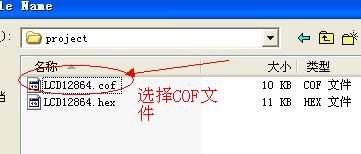 le Name
): project
名称 大小 类型
LCD12864.cof 10 KB COF 文件
LCD12864.hex 11 KB HEX 文件
选择COF文
件
当